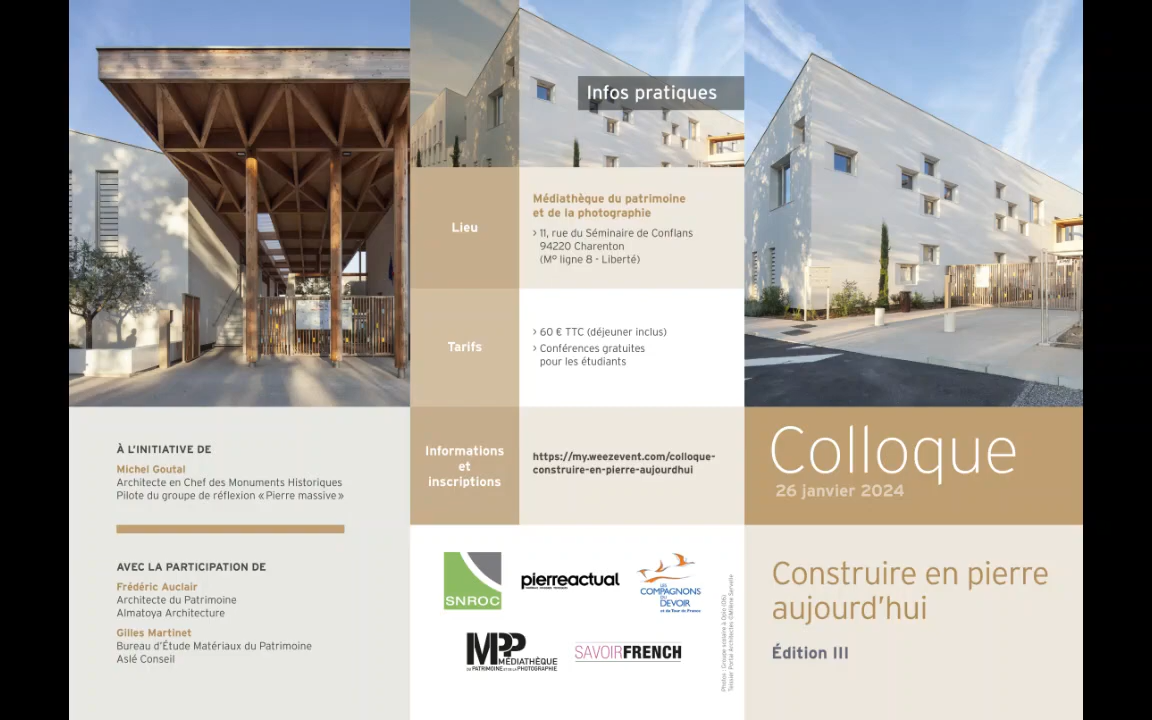 À L'INITIATIVE DE
Michel Goutal
Architecte en Chef des Monuments Historiques
Pilote du groupe de réflexion « Pierre massive »
AVEC LA PARTICIPATION DE
Frédéric Auclair
Architecte du Patrimoine
Almatoya Architecture
Gilles Martinet
Bureau d'Étude Matériaux du Patrimoine
Aslé Conseil
Infos pratiques
Lieu
Médiathèque du patrimoine
et de la photographie
› 11, rue du Séminaire de Conflans
94220 Charenton
(M° ligne 8 - Liberté)
Tarifs
› 60 € TTC (déjeuner inclus)
› Conférences gratuites
pour les étudiants
Informations
et
inscriptions
https://my.weezevent.com/colloque-
construire-en-pierre-aujourdhui
SNROC
pierreactual
LES
COMPAGNONS
DU
DEVOIR
et du Tour de France
MPP
MÉDIATHÈQUE
DU PATRIMOINE ET DE LA PHOTOGRAPHIE
SAVOIRFRENCH
Colloque
26 janvier 2024
Construire en pierre
aujourd'hui
Édition III